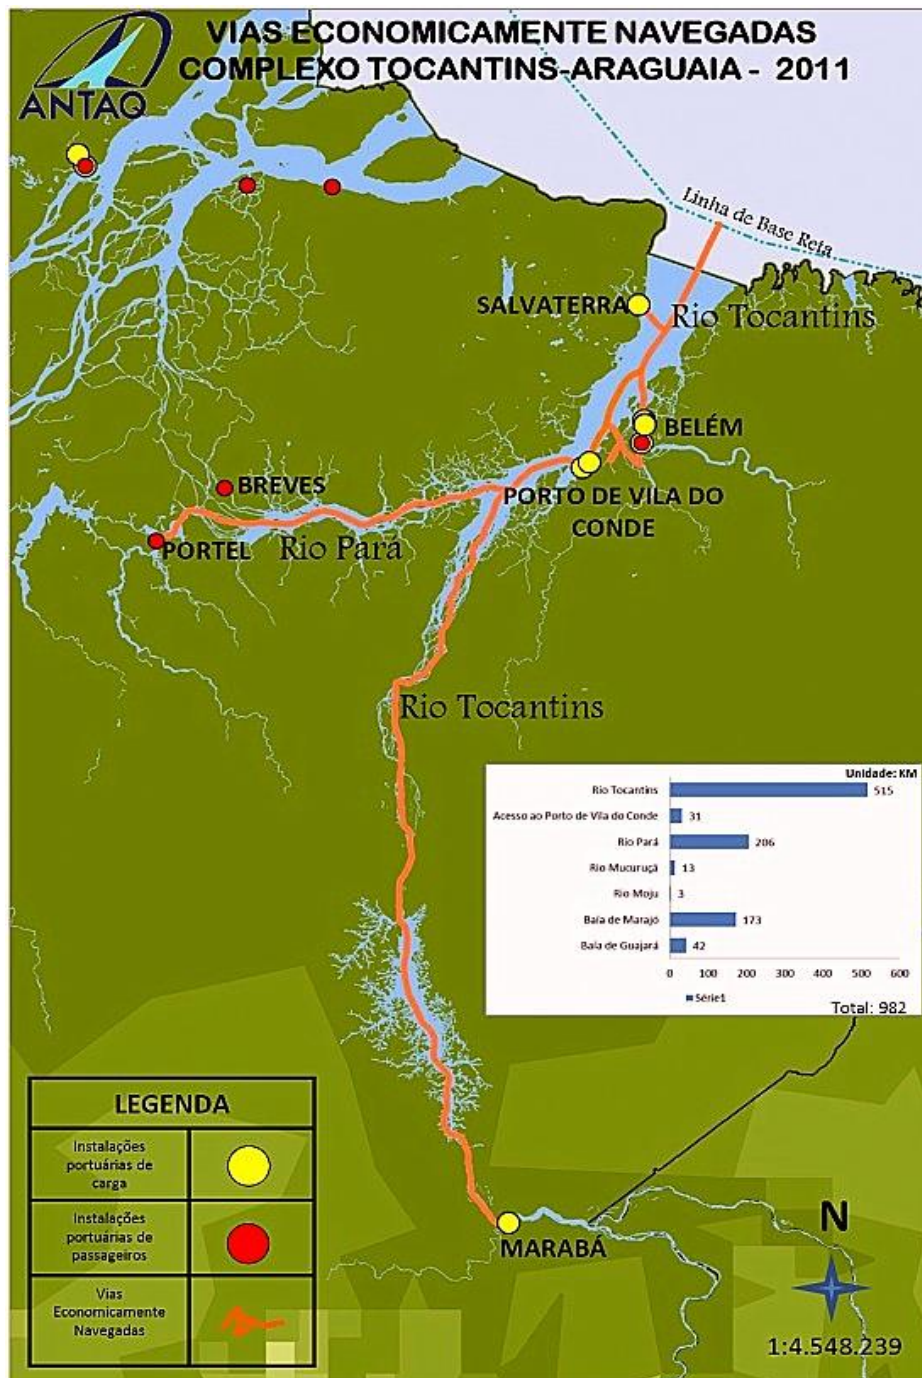 VIAS ECONOMICAMENTE NAVEGADAS
COMPLEXO TOCANTINS-ARAGUAIA - 2011
ANTAQ
Linha de Base Reta
SALVATERRA
Rio Tocantins
BELÉM
BREVES
PORTO DE VILA DO
CONDE
PORTEL
Rio Pará
Rio Tocantins
Unidade: KM
Rio Tocantins 515
Acesso ao Porto de Vila do Conde 31
Rio Pará 206
Rio Mucuruçá 13
Rio Moju 3
Baía de Marajó 173
Baía de Guajará 42
0 100 200 300 400 500 600
Série1
Total: 982
LEGENDA
Instalações
portuárias de
carga
Instalações
portuárias de
passageiros
Vias
Economicamente
Navegadas
MARABÁ
N
1:4.548.239